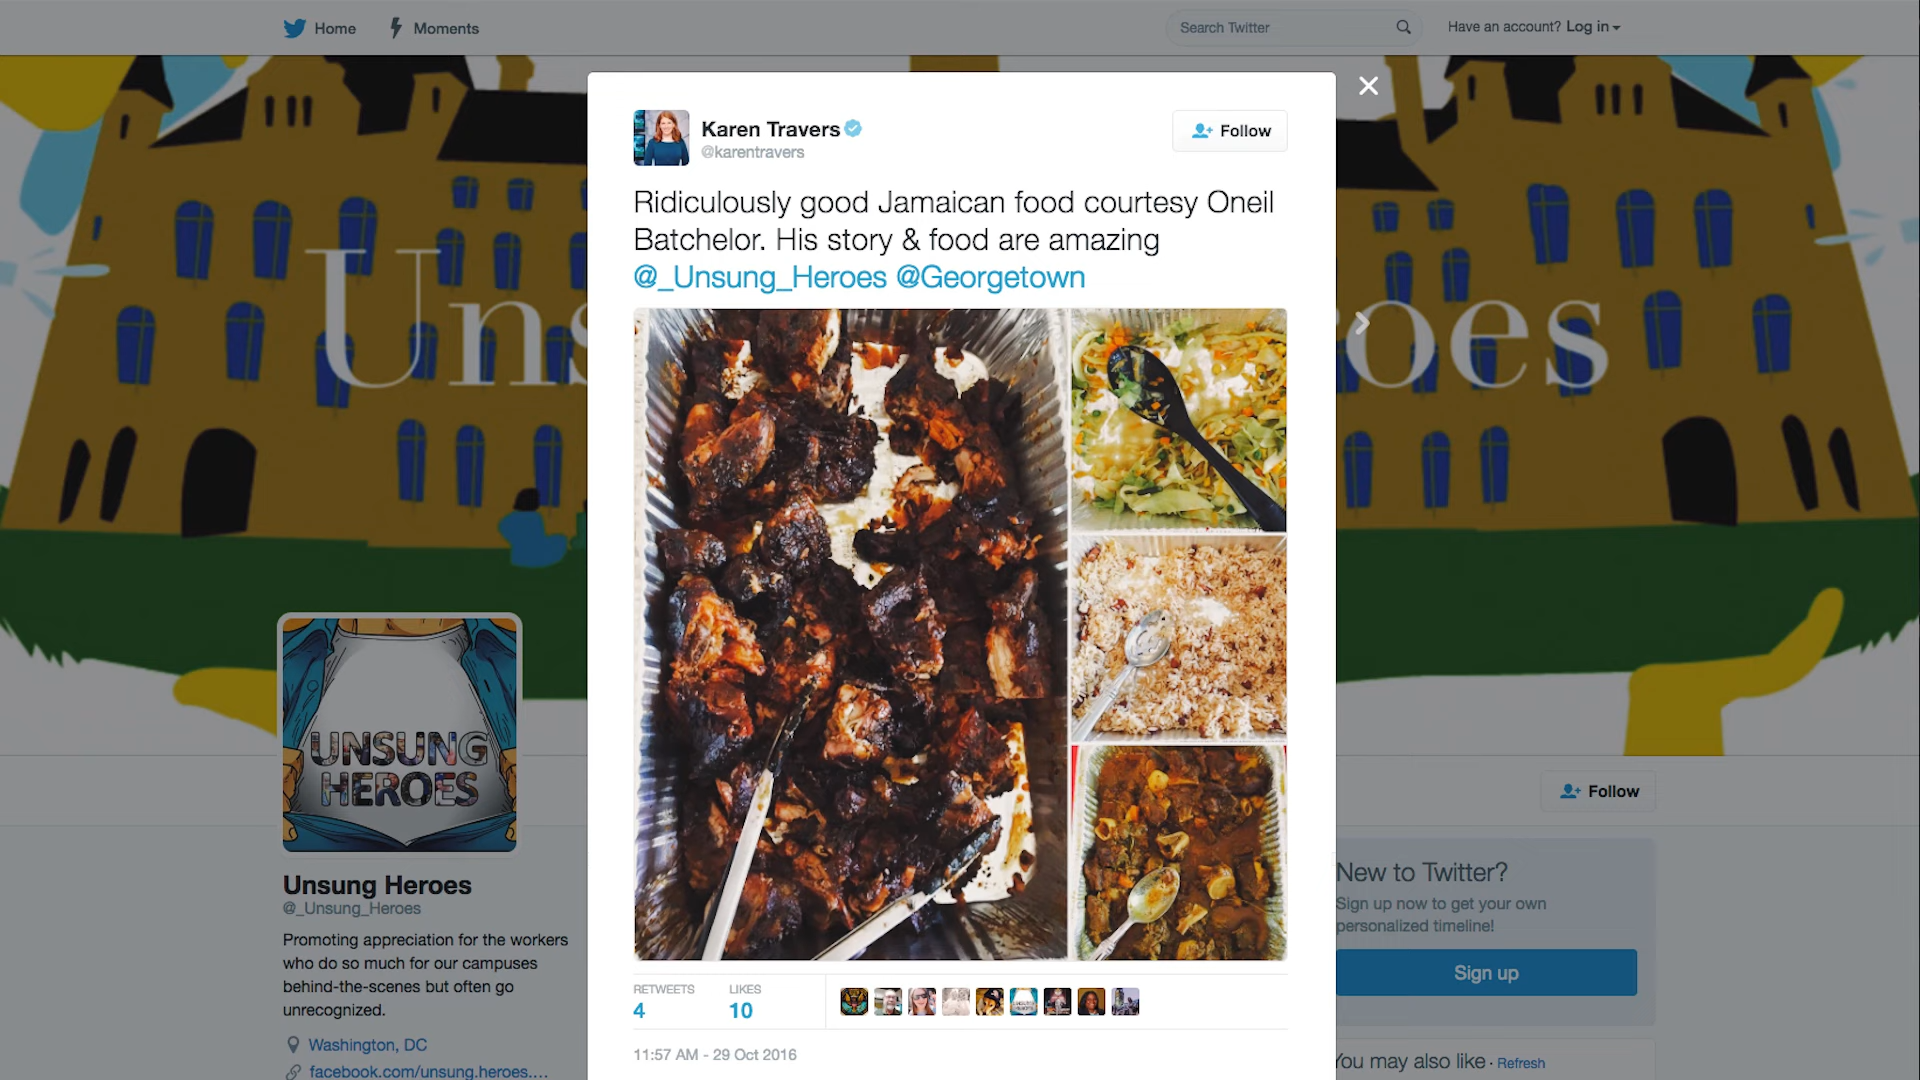 Home
Moments
Search Twitter
Have an account? Log in
Uns
oes
Karen Travers
@karentravers
Follow
Ridiculously good Jamaican food courtesy Oneil
Batchelor. His story & food are amazing
@_Unsung_Heroes @Georgetown
RETWEETS
4
LIKES
10
11:57 AM - 29 Oct 2016
UNSUNG
HEROES
Unsung Heroes
@_Unsung_Heroes
Promoting appreciation for the workers
who do so much for our campuses
behind-the-scenes but often go
unrecognized.
Washington, DC
facebook.com/unsung.heroes....
Follow
New to Twitter?
Sign up now to get your own
personalized timeline!
Sign up
You may also like · Refresh